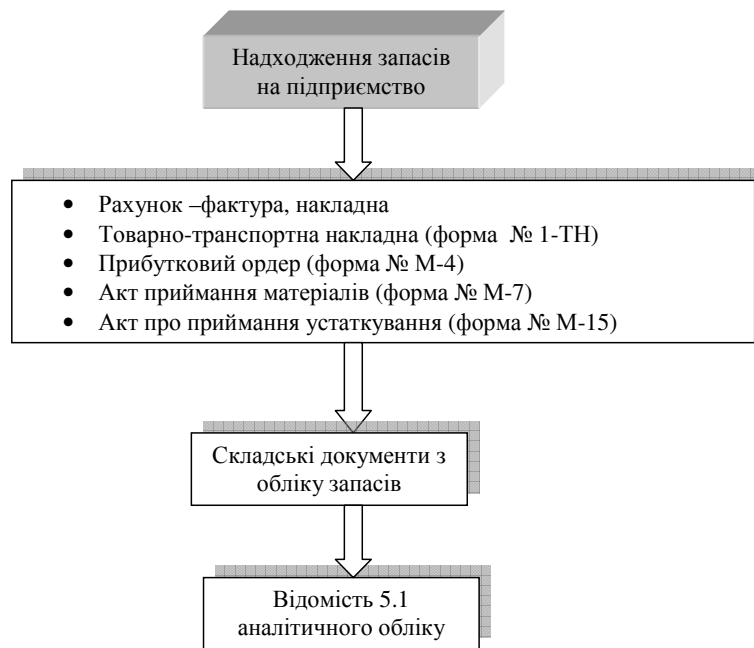 Надходження запасів
на підприємство
• Рахунок –фактура, накладна
• Товарно-транспортна накладна (форма № 1-ТН)
• Прибутковий ордер (форма № М-4)
• Акт приймання матеріалів (форма № М-7)
• Акт про приймання устаткування (форма № М-15)
Складські документи з
обліку запасів
Відомість 5.1
аналітичного обліку